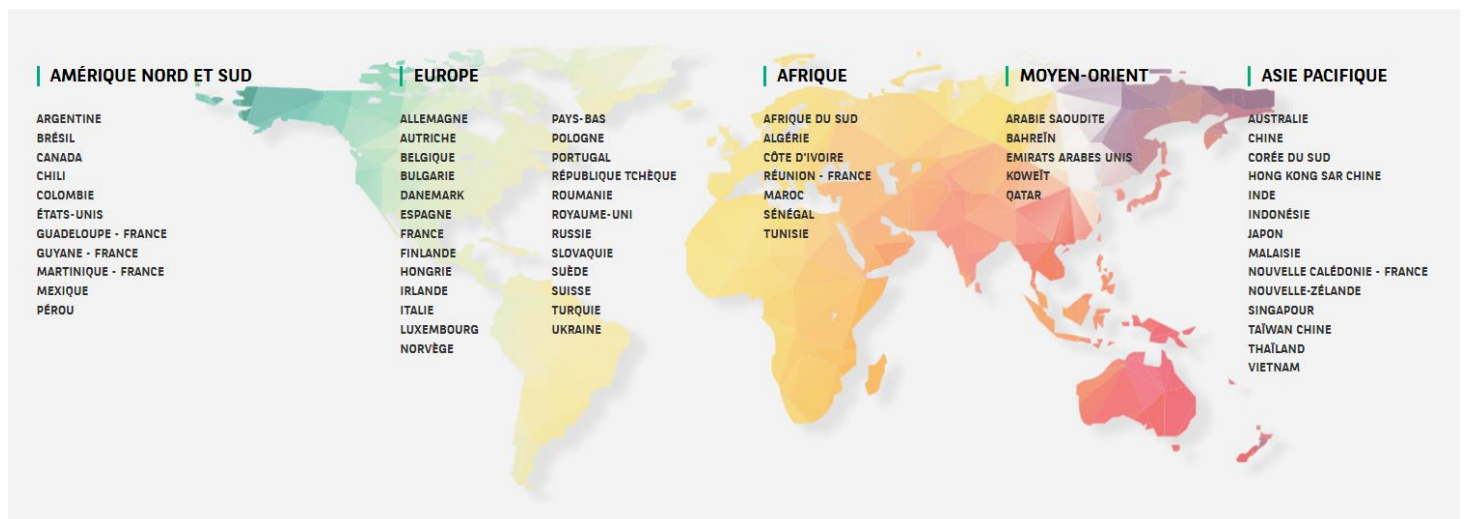 AMÉRIQUE NORD ET SUD
ARGENTINE
BRÉSIL
CANADA
CHILI
COLOMBIE
ÉTATS-UNIS
GUADELOUPE - FRANCE
GUYANE - FRANCE
MARTINIQUE - FRANCE
MEXIQUE
PÉROU
EUROPE
ALLEMAGNE
AUTRICHE
BELGIQUE
BULGARIE
DANEMARK
ESPAGNE
FRANCE
FINLANDE
HONGRIE
IRLANDE
ITALIE
LUXEMBOURG
NORVÈGE
PAYS-BAS
POLOGNE
PORTUGAL
RÉPUBLIQUE TCHÈQUE
ROUMANIE
ROYAUME-UNI
RUSSIE
SLOVAQUIE
SUÈDE
SUISSE
TURQUIE
UKRAINE
AFRIQUE
AFRIQUE DU SUD
ALGÉRIE
CÔTE D'IVOIRE
RÉUNION - FRANCE
MAROC
SÉNÉGAL
TUNISIE
MOYEN-ORIENT
ARABIE SAOUDITE
BAHREÏN
EMIRATS ARABES UNIS
KOWEÏT
QATAR
ASIE PACIFIQUE
AUSTRALIE
CHINE
CORÉE DU SUD
HONG KONG SAR CHINE
INDE
INDONÉSIE
JAPON
MALAISIE
NOUVELLE CALÉDONIE - FRANCE
NOUVELLE-ZÉLANDE
SINGAPOUR
TAÏWAN CHINE
THAÏLAND
VIETNAM